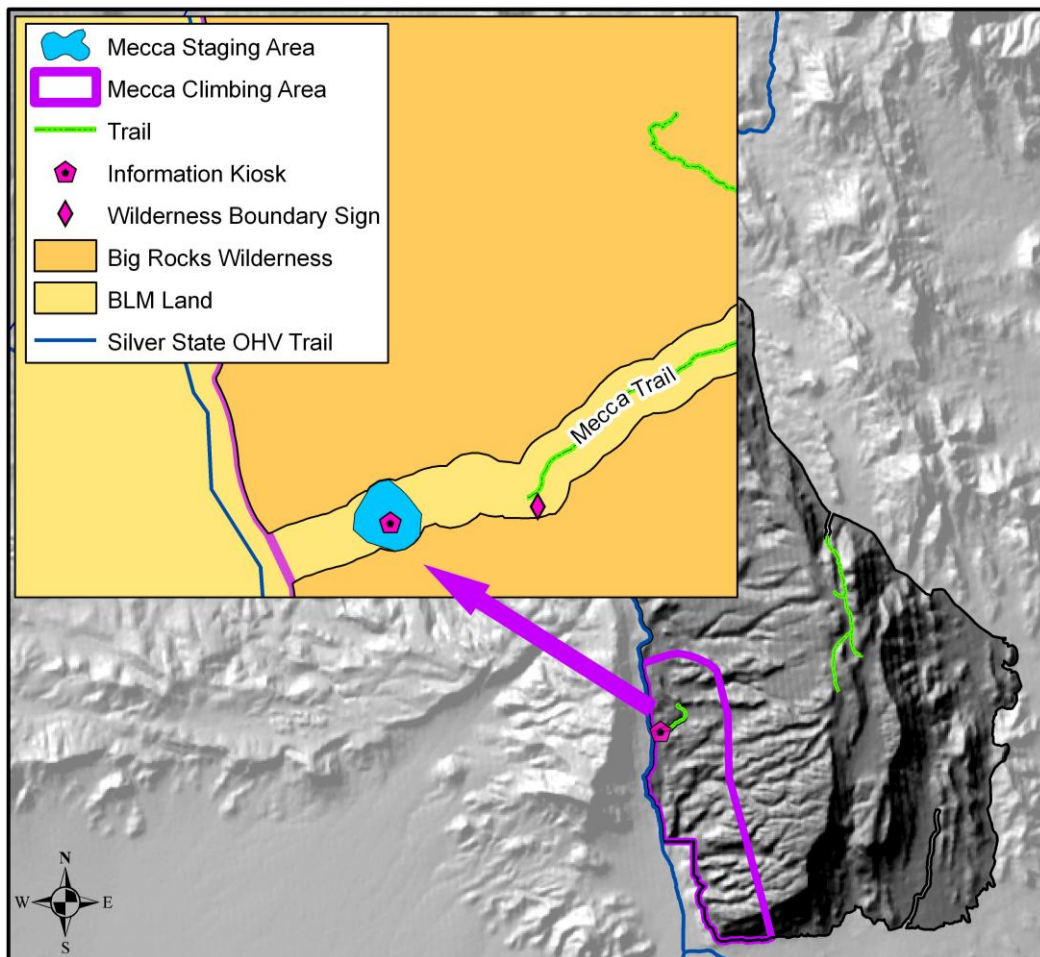 Mecca Staging Area
Mecca Climbing Area
Trail
Information Kiosk
Wilderness Boundary Sign
Big Rocks Wilderness
BLM Land
Silver State OHV Trail
Mecca Trail
N
W E
S